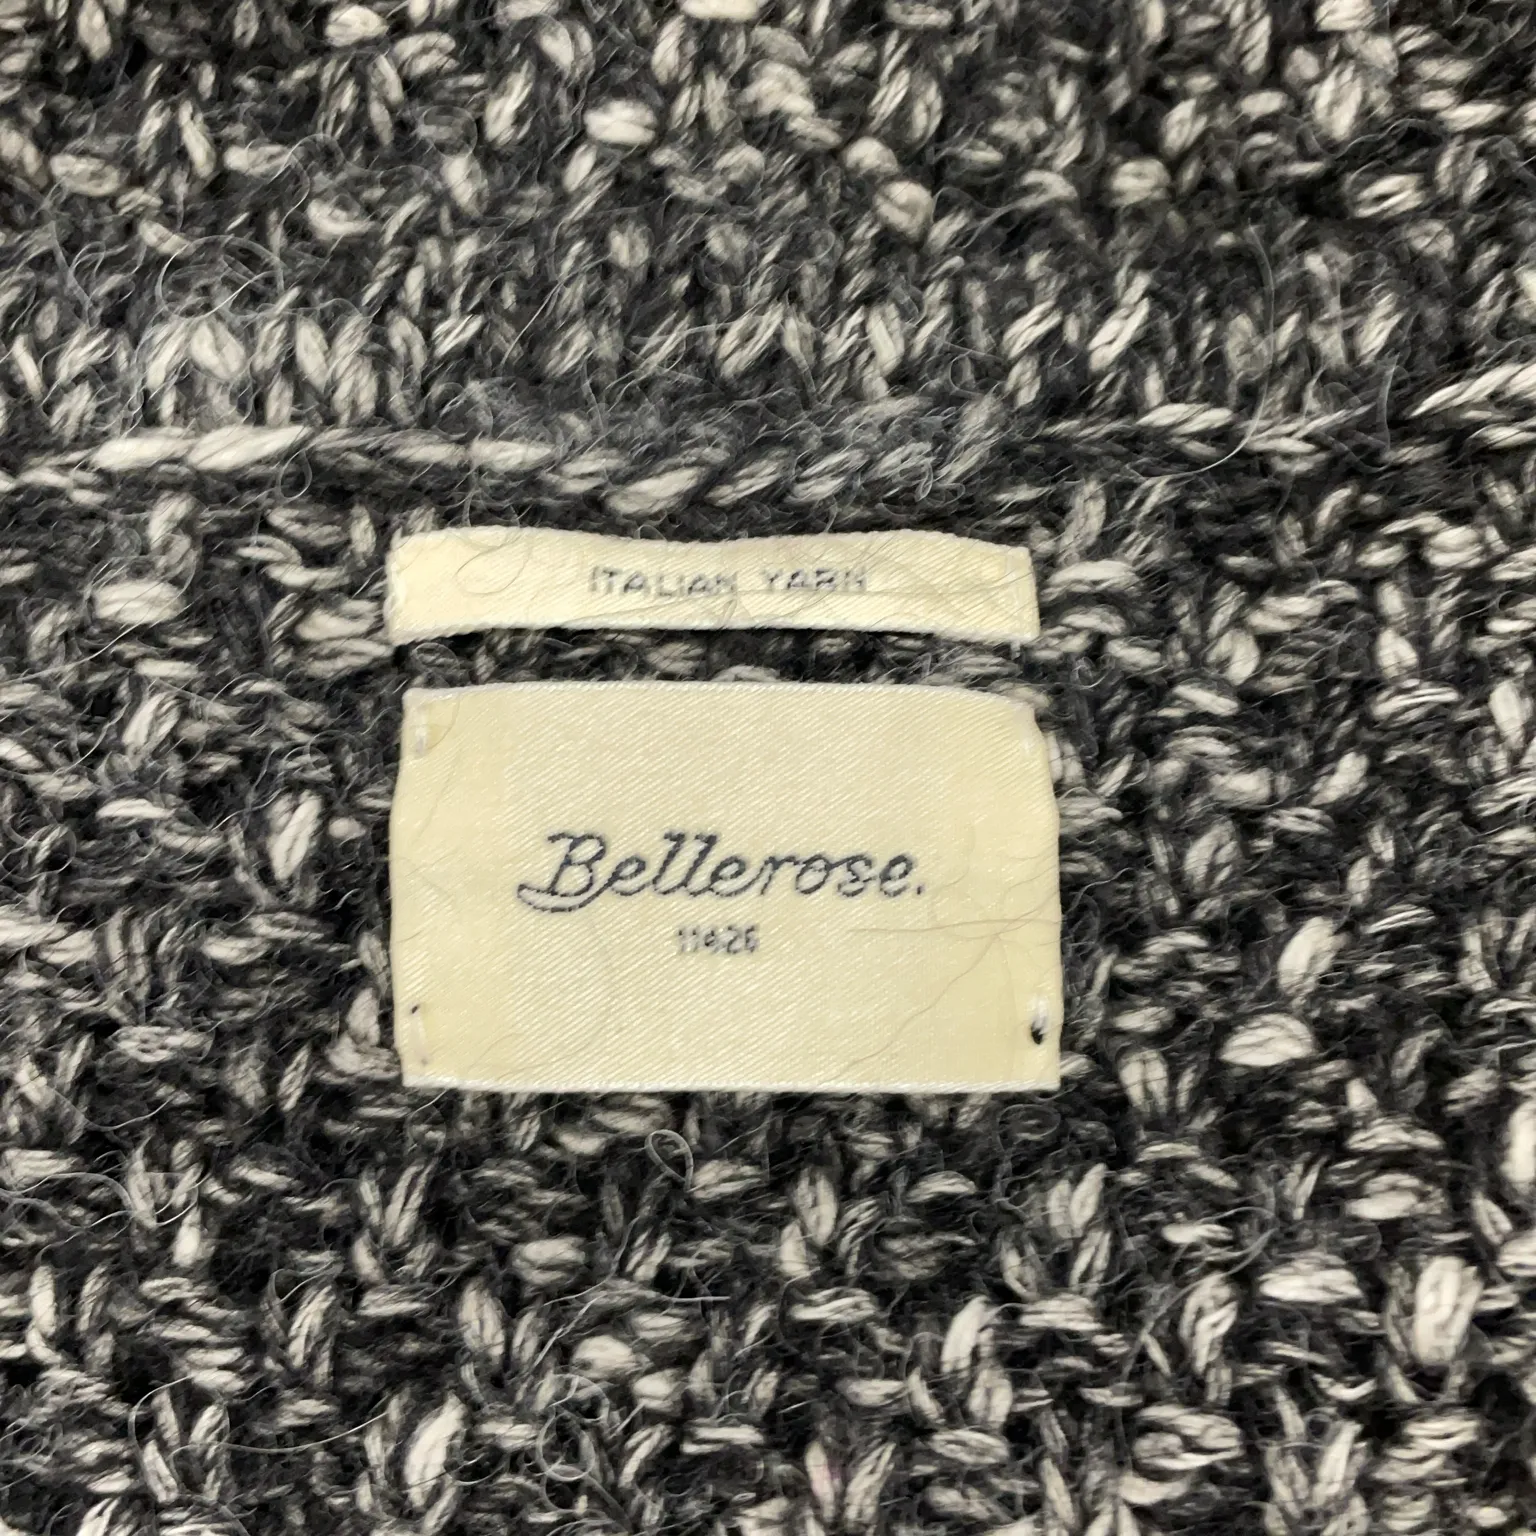 ITALIAN YARN
Bellerose.
11426